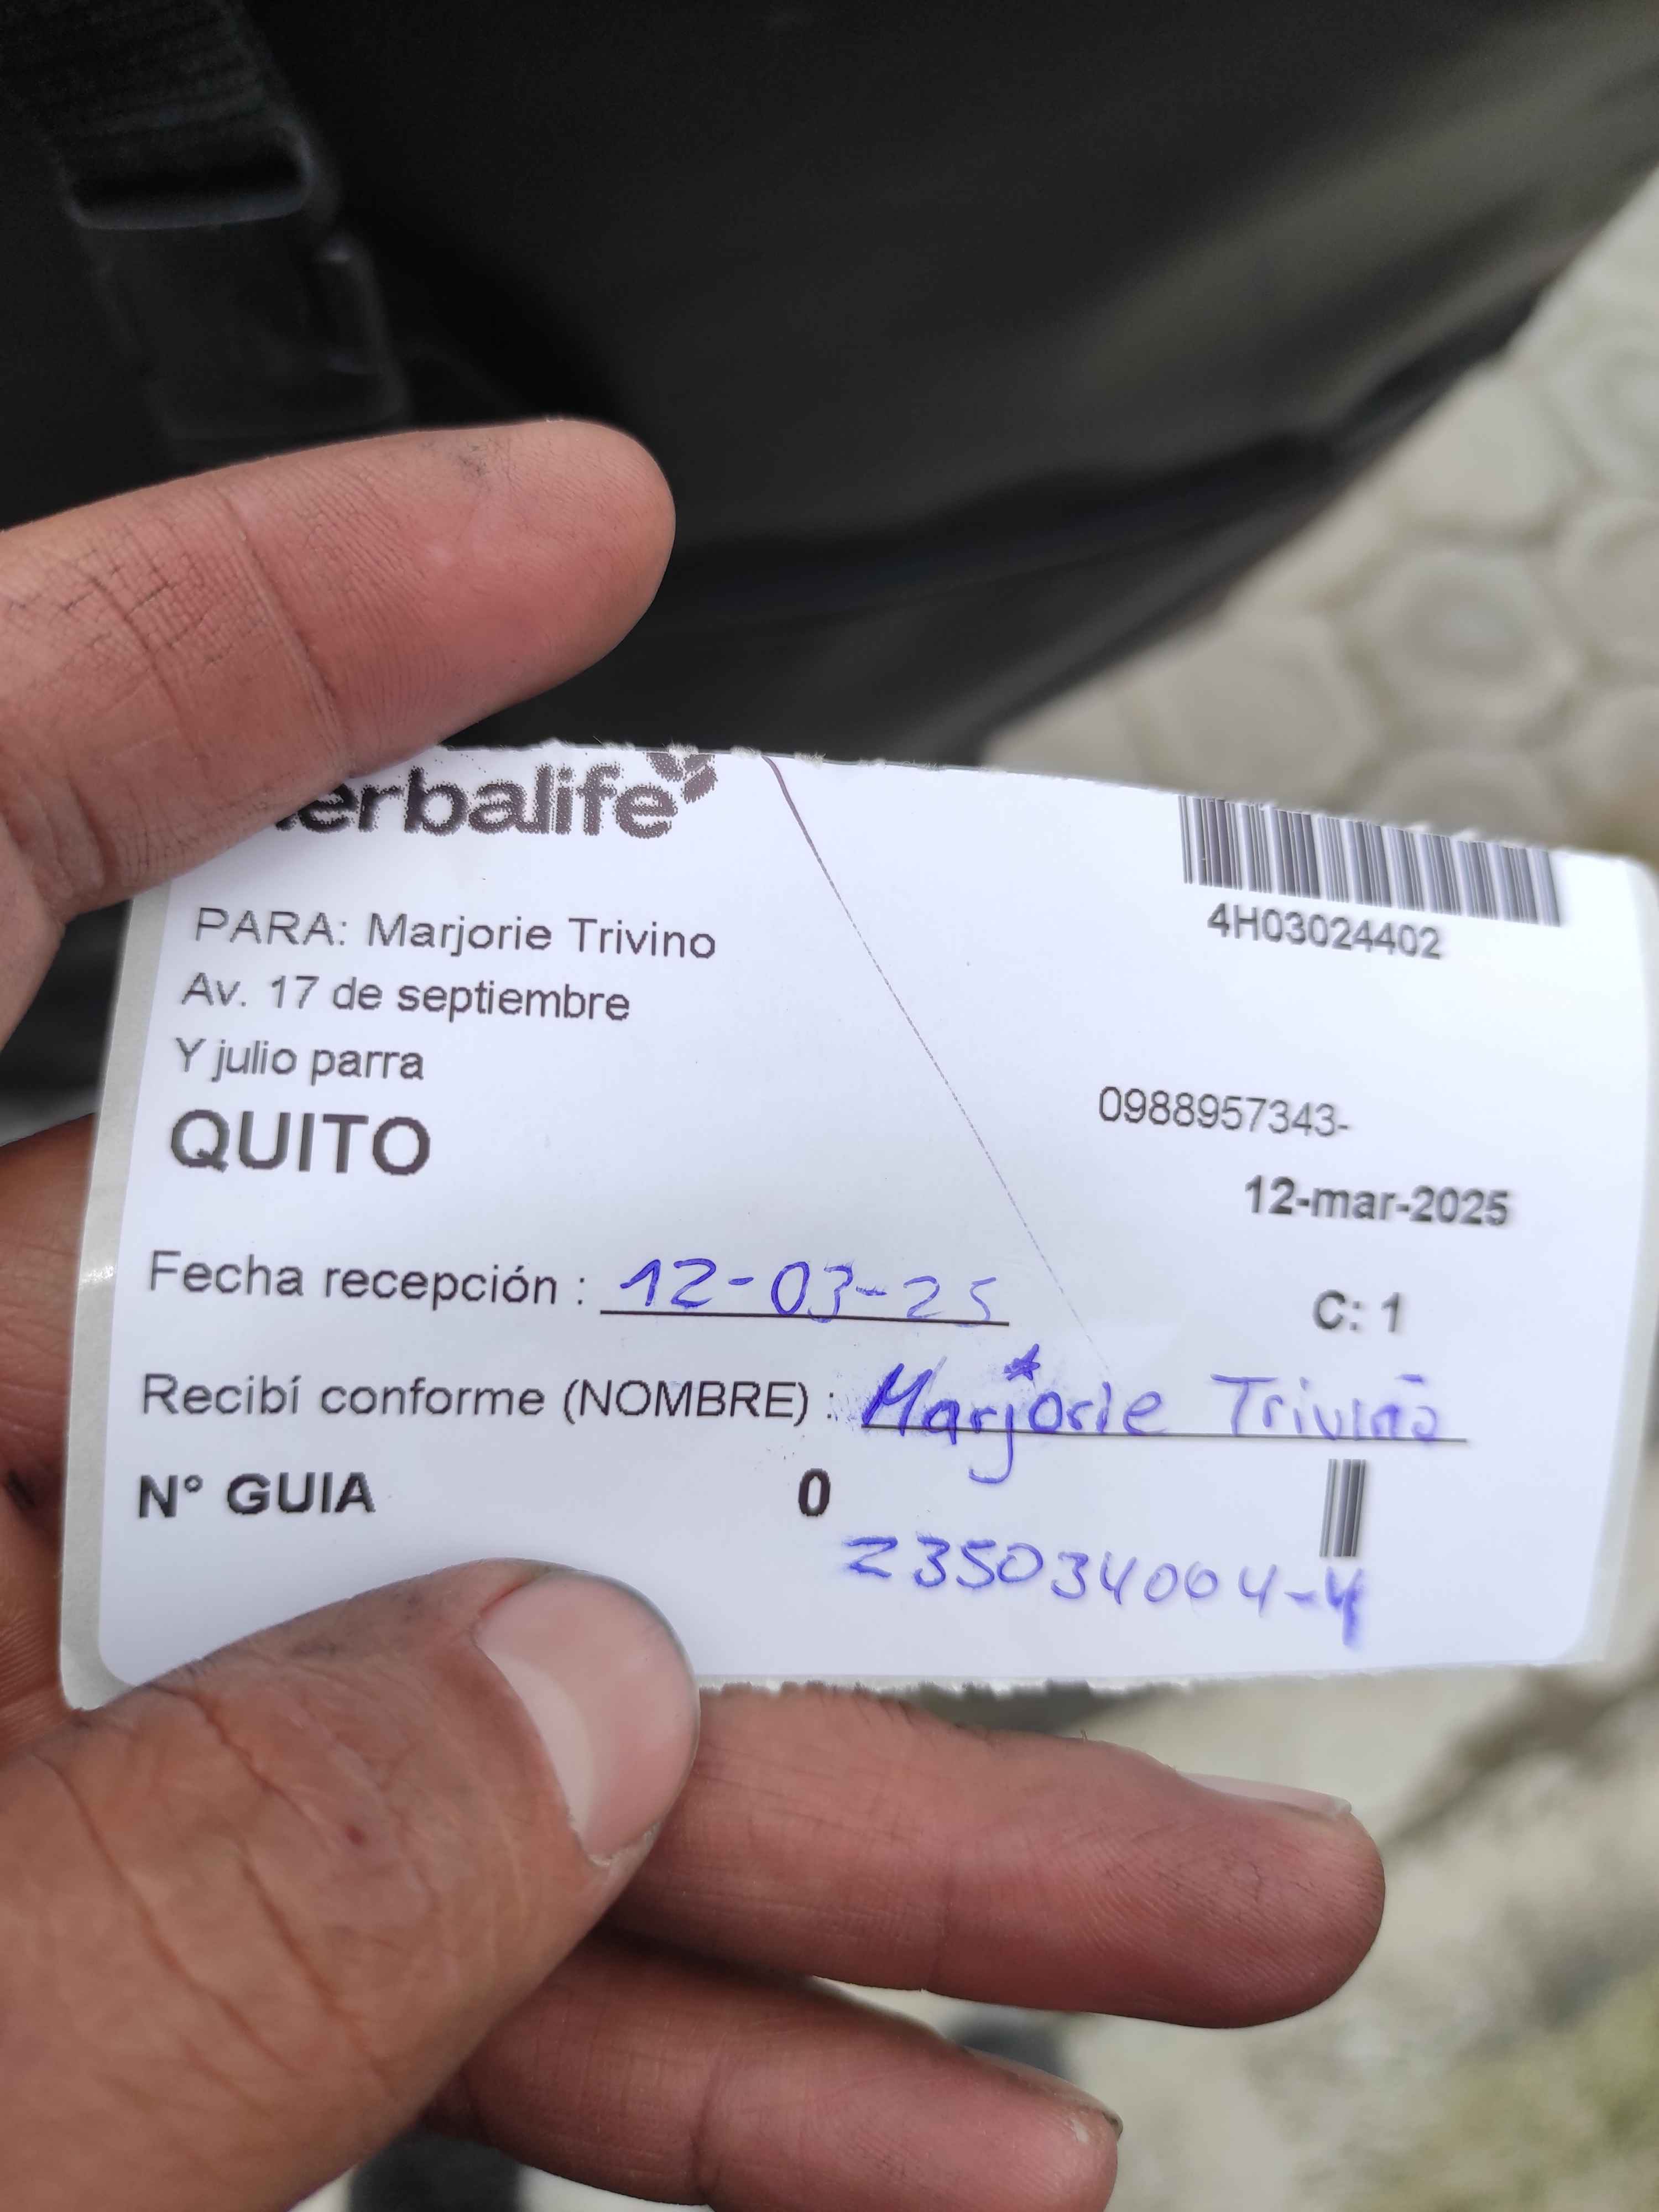 erbalife
4H03024402
PARA: Marjorie Trivino
Av. 17 de septiembre
Y julio parra
QUITO
0988957343-
12-mar-2025
Fecha recepción : 12-03-25
C: 1
Recibí conforme (NOMBRE) : Marjorie Triviño
N° GUIA 0
235034004-4